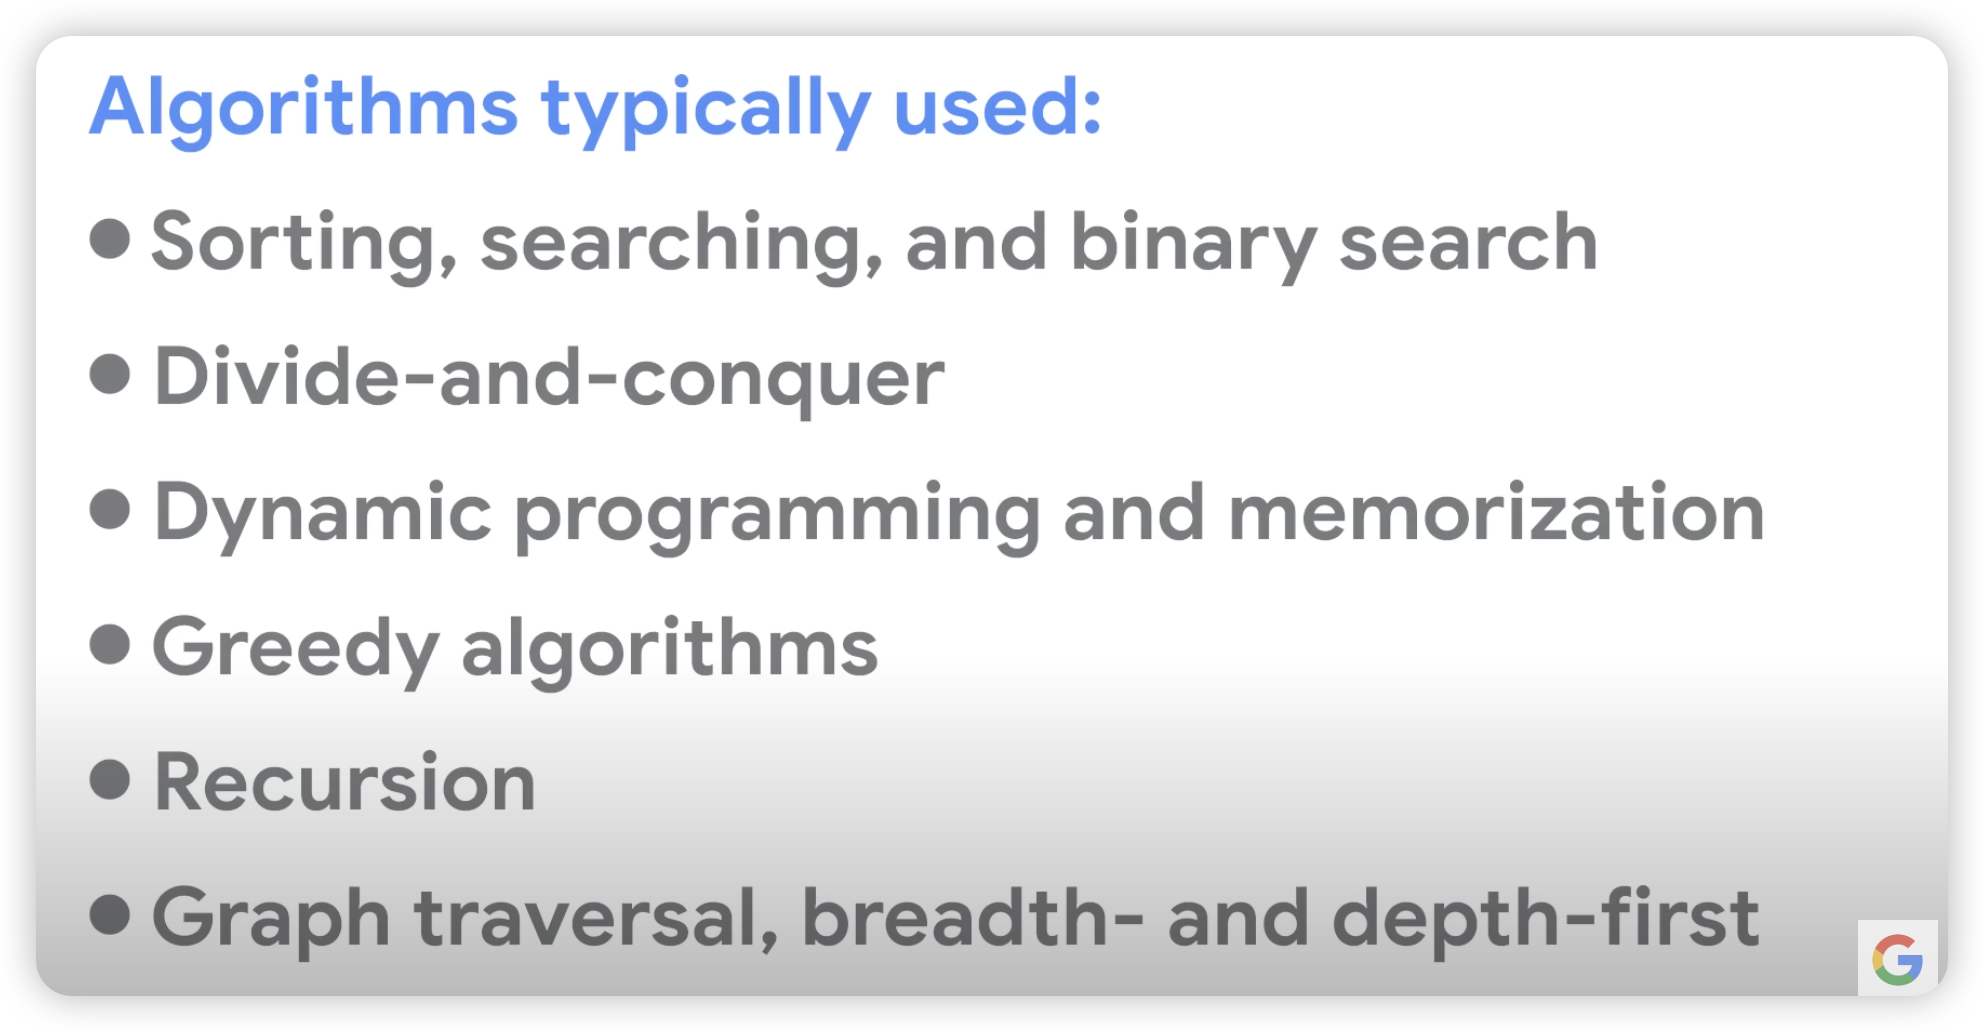 Algorithms typically used:
● Sorting, searching, and binary search
● Divide-and-conquer
● Dynamic programming and memorization
● Greedy algorithms
● Recursion
● Graph traversal, breadth- and depth-first
G